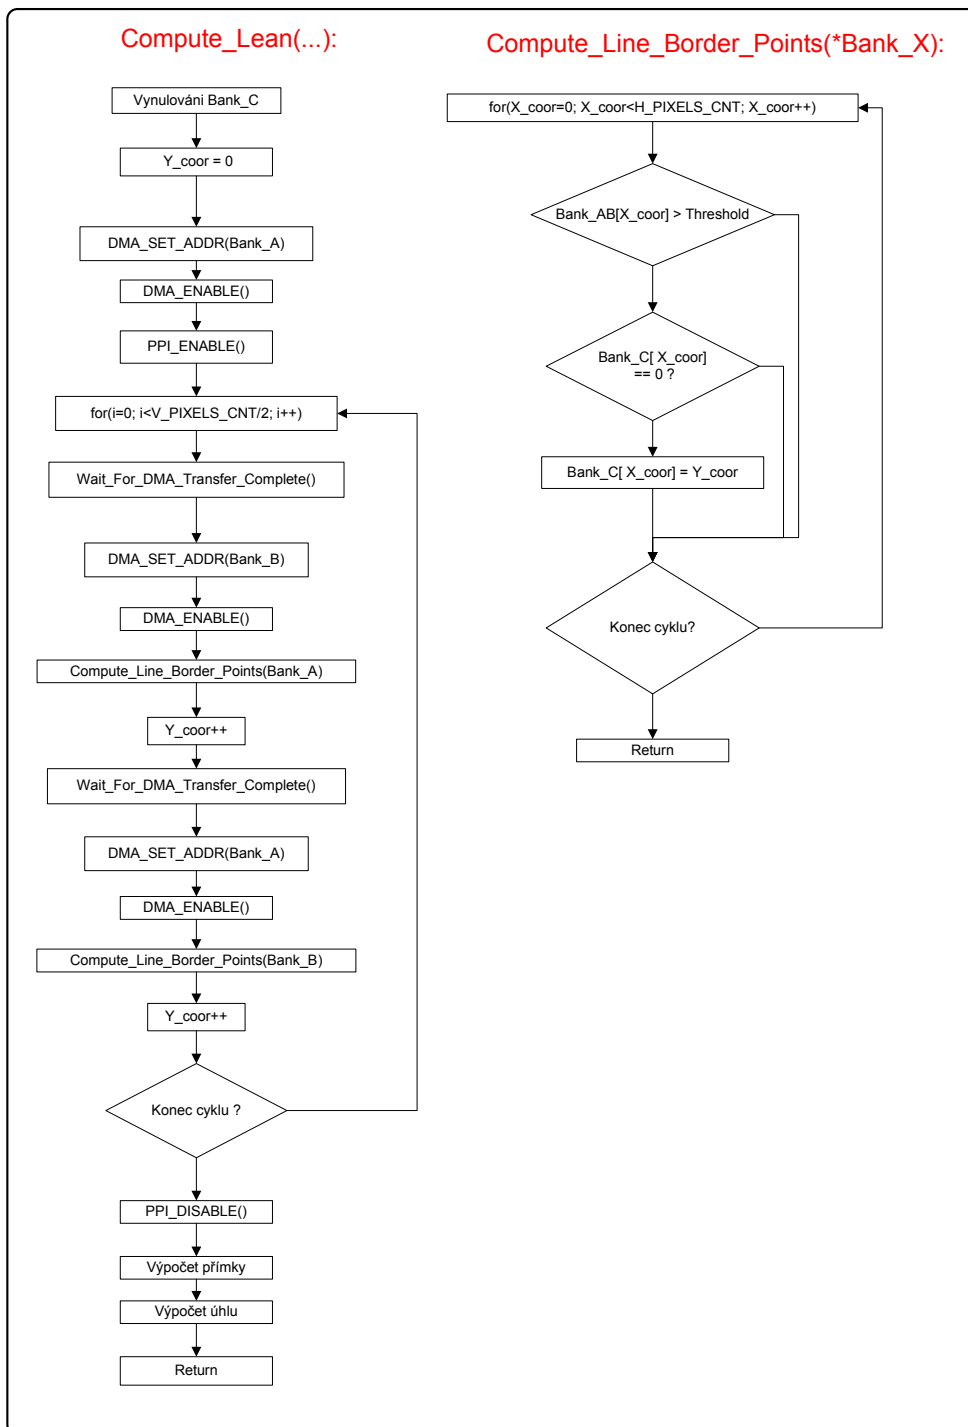 Compute_Lean(...):
Vynulováni Bank_C
Y_coor = 0
DMA_SET_ADDR(Bank_A)
DMA_ENABLE()
PPI_ENABLE()
for(i=0; i<V_PIXELS_CNT/2; i++)
Wait_For_DMA_Transfer_Complete()
DMA_SET_ADDR(Bank_B)
DMA_ENABLE()
Compute_Line_Border_Points(Bank_A)
Y_coor++
Wait_For_DMA_Transfer_Complete()
DMA_SET_ADDR(Bank_A)
DMA_ENABLE()
Compute_Line_Border_Points(Bank_B)
Y_coor++
Konec cyklu ?
PPI_DISABLE()
Výpočet přímky
Výpočet úhlu
Return
Compute_Line_Border_Points(*Bank_X):
for(X_coor=0; X_coor<H_PIXELS_CNT; X_coor++)
Bank_AB[X_coor] > Threshold
Bank_C[ X_coor]
== 0 ?
Bank_C[ X_coor] = Y_coor
Konec cyklu?
Return